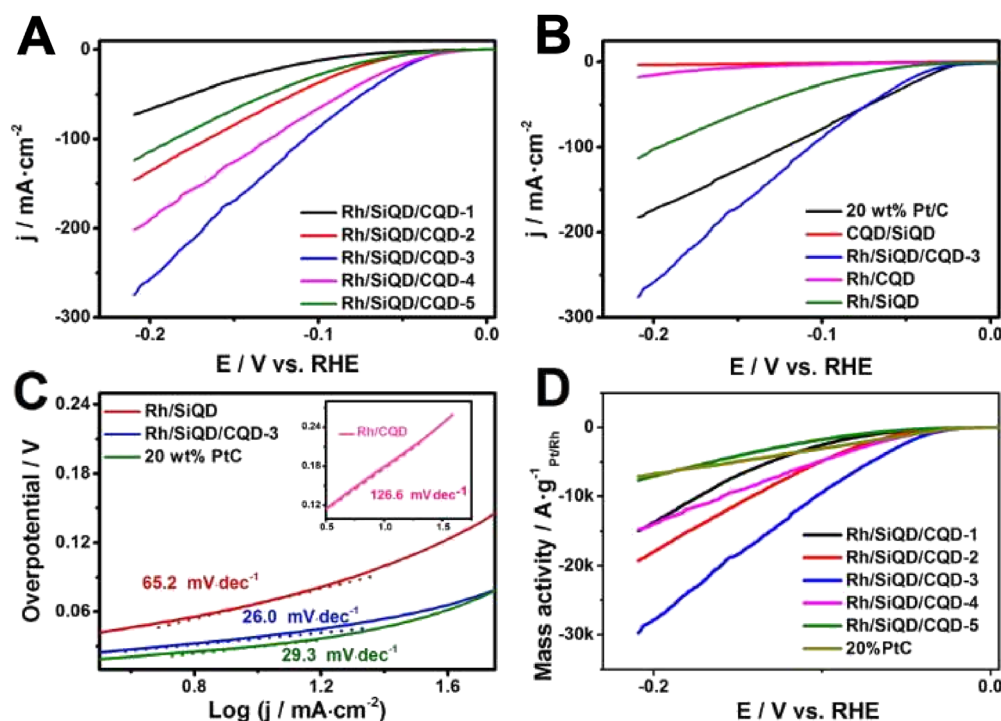 A
j / mA·cm-2
0
-100
-200
-300
-0.2
-0.1
0.0
E / V vs. RHE
Rh/SiQD/CQD-1
Rh/SiQD/CQD-2
Rh/SiQD/CQD-3
Rh/SiQD/CQD-4
Rh/SiQD/CQD-5
B
j / mA·cm-2
0
-100
-200
-300
-0.2
-0.1
0.0
E / V vs. RHE
20 wt% Pt/C
CQD/SiQD
Rh/SiQD/CQD-3
Rh/CQD
Rh/SiQD
C
Overpotential / V
0.24
0.18
0.12
0.06
0.8
1.2
1.6
Log (j / mA·cm-2)
Rh/SiQD
Rh/SiQD/CQD-3
20 wt% PtC
65.2 mV·dec-1
26.0 mV·dec-1
29.3 mV·dec-1
0.24
0.18
0.12
0.5
1.0
1.5
Rh/CQD
126.6 mV·dec-1
D
Mass activity / A·g-1 Pt/Rh
0
-10k
-20k
-30k
-0.2
-0.1
0.0
E / V vs. RHE
Rh/SiQD/CQD-1
Rh/SiQD/CQD-2
Rh/SiQD/CQD-3
Rh/SiQD/CQD-4
Rh/SiQD/CQD-5
20%PtC